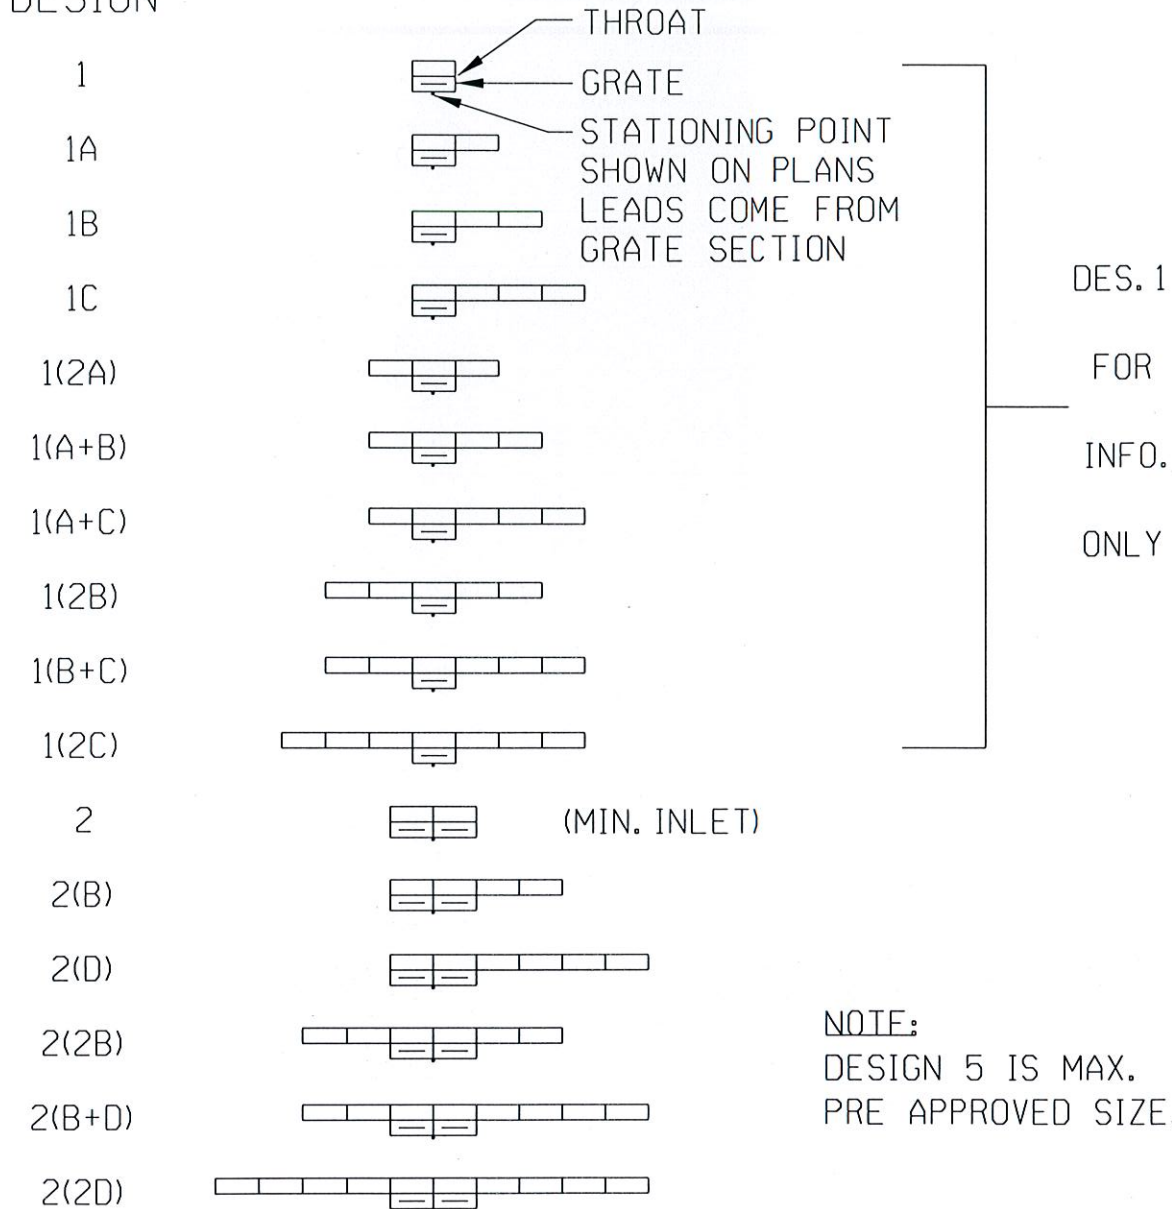 DESIGN
1
THROAT
GRATE
STATIONING POINT
SHOWN ON PLANS
LEADS COME FROM
GRATE SECTION
1A
1B
1C
1(2A)
1(A+B)
1(A+C)
1(2B)
1(B+C)
1(2C)
DES. 1
FOR
INFO.
ONLY
2
(MIN. INLET)
2(B)
2(D)
2(2B)
2(B+D)
2(2D)
NOTE:
DESIGN 5 IS MAX.
PRE APPROVED SIZE.